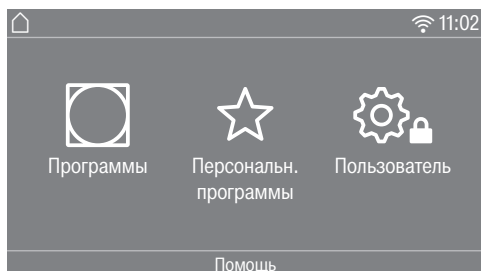 11:02
Программы
Персональн.
программы
Пользователь
Помощь